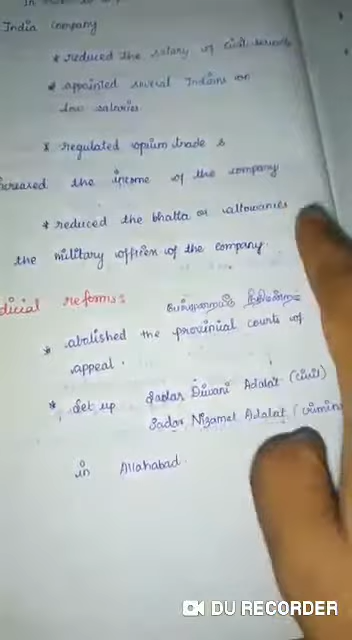 India Company
* reduced the salary of civil servants
* appointed several Indians on
low salaries
* regulated opium trade &
increased the income of the company
* reduced the bhatta or allowances
the military officers of the company.
dicial reforms:
* abolished the provincial courts of
appeal.
* Set up Sadar Diwani Adalat (civil)
Sadar Nizamat Adalat (crimin
in Allahabad.
DU RECORDER